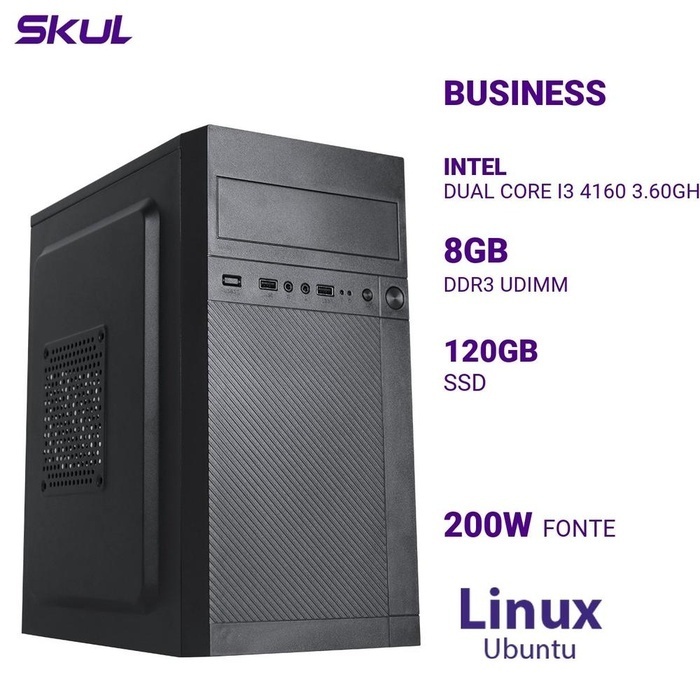 SKUL
BUSINESS
INTEL
DUAL CORE I3 4160 3.60GH
8GB
DDR3 UDIMM
120GB
SSD
200W FONTE
Linux
Ubuntu